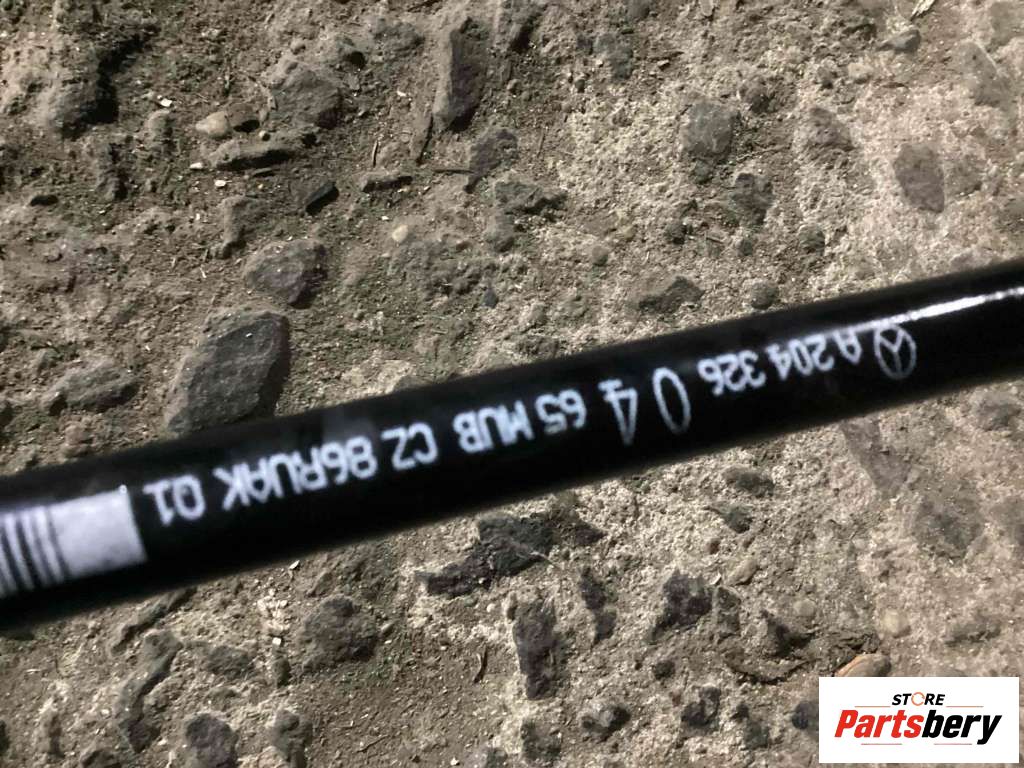 A 204 326 04 65 MUB CZ 86RUAK 01
STORE
Partsbery